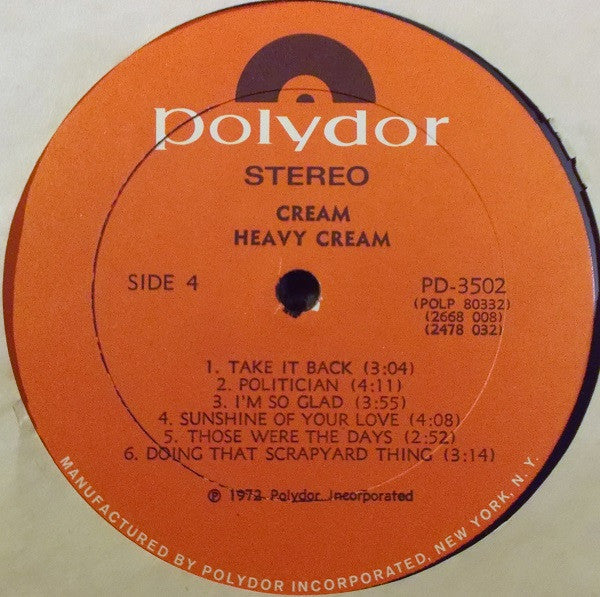 polydor
STEREO
CREAM
HEAVY CREAM
SIDE 4
PD-3502
(POLP 80332)
(2668 008)
(2478 032)
1. TAKE IT BACK (3:04)
2. POLITICIAN (4:11)
3. I'M SO GLAD (3:55)
4. SUNSHINE OF YOUR LOVE (4:08)
5. THOSE WERE THE DAYS (2:52)
6. DOING THAT SCRAPYARD THING (3:14)
℗ 1972 Polydor Incorporated
MANUFACTURED BY POLYDOR INCORPORATED, NEW YORK, N. Y.